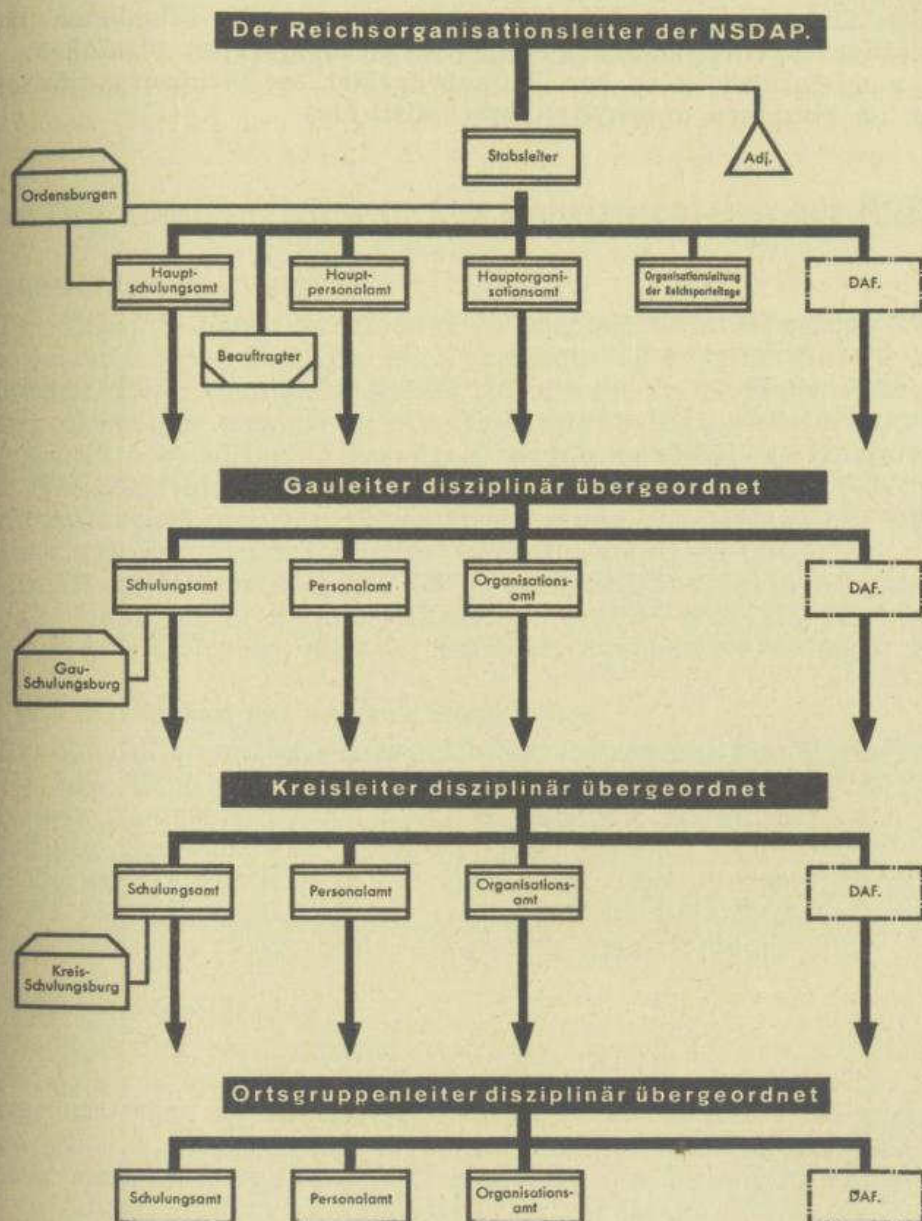 Der Reichsorganisationsleiter der NSDAP.
Stabsleiter
Adj.
Ordensburgen
Haupt-
schulungsamt
Haupt-
personalamt
Hauptorgani-
sationsamt
Organisationsleitung
der Reichsparteitage
DAF.
Beauftragter
Gauleiter disziplinär übergeordnet
Schulungsamt
Personalamt
Organisations-
amt
DAF.
Gau-
Schulungsburg
Kreisleiter disziplinär übergeordnet
Schulungsamt
Personalamt
Organisations-
amt
DAF.
Kreis-
Schulungsburg
Ortsgruppenleiter disziplinär übergeordnet
Schulungsamt
Personalamt
Organisations-
amt
DAF.